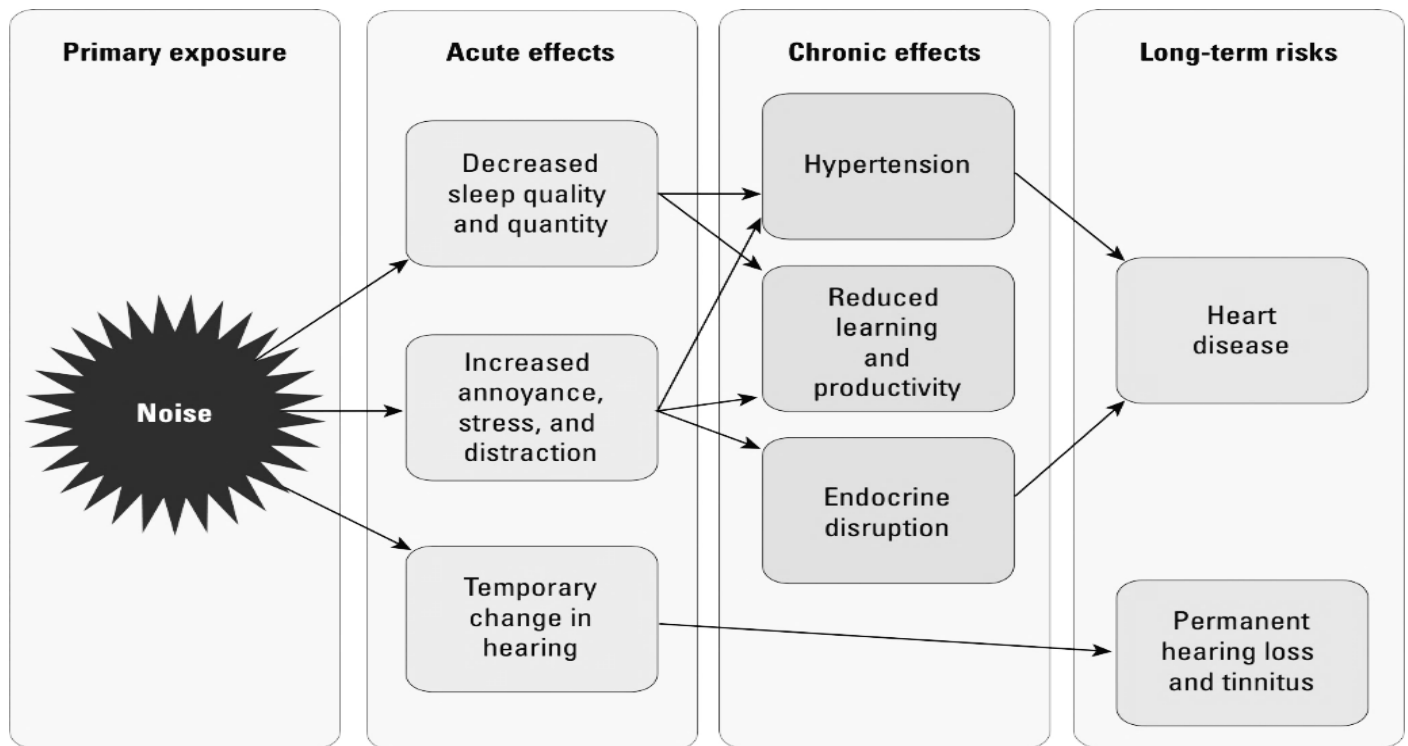 Primary exposure
Acute effects
Chronic effects
Long-term risks
Noise
Decreased
sleep quality
and quantity
Increased
annoyance,
stress, and
distraction
Temporary
change in
hearing
Hypertension
Reduced
learning
and
productivity
Endocrine
disruption
Heart
disease
Permanent
hearing loss
and tinnitus